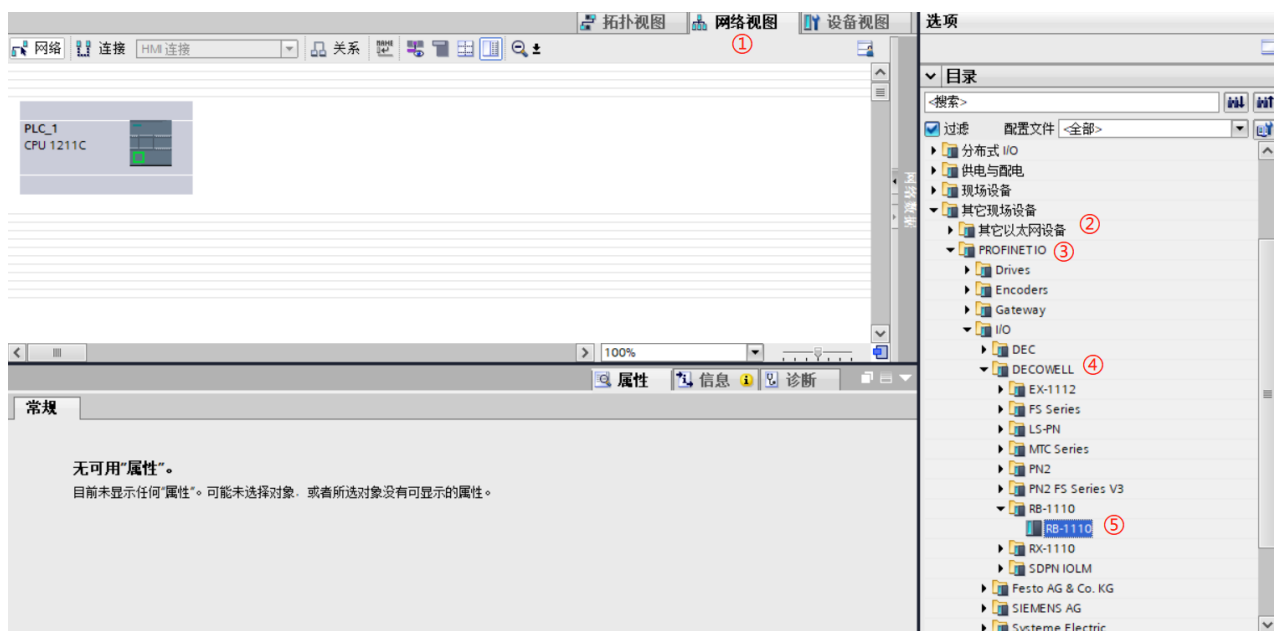 拓扑视图 网络视图 设备视图
①
网络 连接 HMI 连接 关系
PLC_1
CPU 1211C
网络数据
100%
属性 信息 诊断
常规
无可用"属性"。
目前未显示任何"属性"。可能未选择对象，或者所选对象没有可显示的属性。
选项
目录
<搜索>
过滤 配置文件 <全部>
分布式 I/O
供电与配电
现场设备
其它现场设备
其它以太网设备 ②
PROFINET IO ③
Drives
Encoders
Gateway
I/O
DEC
DECOWELL ④
EX-1112
FS Series
LS-PN
MTC Series
PN2
PN2 FS Series V3
RB-1110
RB-1110 ⑤
RX-1110
SDPN IOLM
Festo AG & Co. KG
SIEMENS AG
Systeme Electric